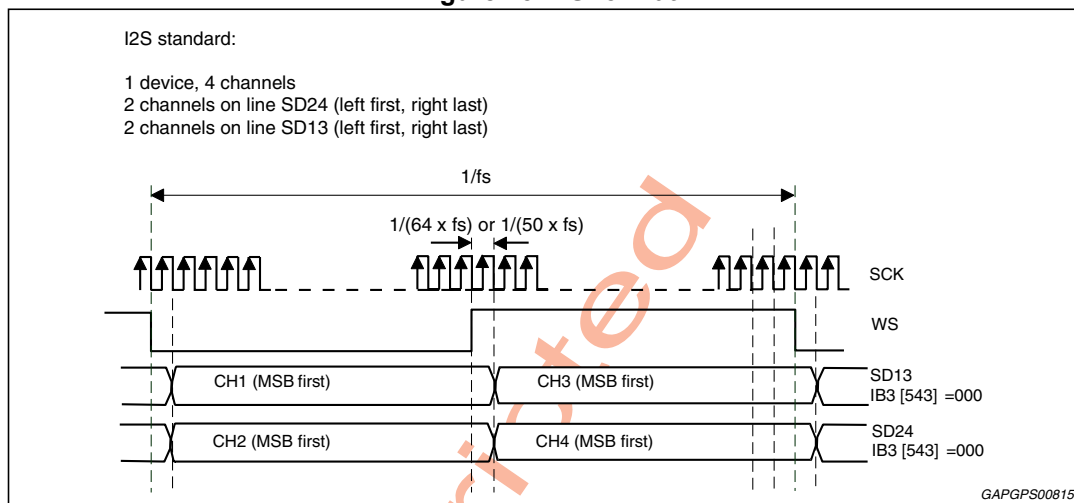 I2S standard:
1 device, 4 channels
2 channels on line SD24 (left first, right last)
2 channels on line SD13 (left first, right last)
1/fs
1/(64 x fs) or 1/(50 x fs)
SCK
WS
CH1 (MSB first) CH3 (MSB first) SD13
IB3 [543] =000
CH2 (MSB first) CH4 (MSB first) SD24
IB3 [543] =000
GAPGPS00815